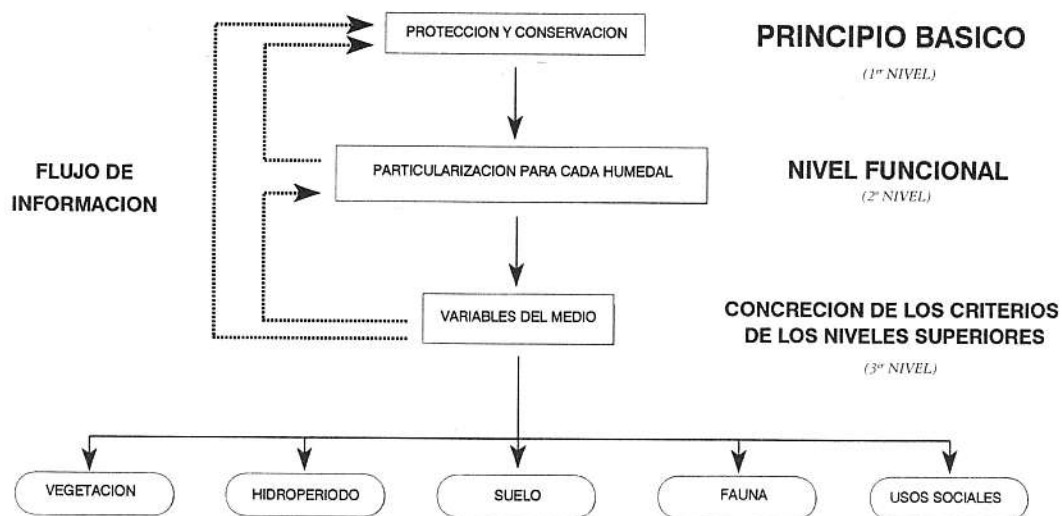 PROTECCION Y CONSERVACION
PRINCIPIO BASICO
(1er NIVEL)
FLUJO DE
INFORMACION
PARTICULARIZACION PARA CADA HUMEDAL
NIVEL FUNCIONAL
(2º NIVEL)
VARIABLES DEL MEDIO
CONCRECION DE LOS CRITERIOS
DE LOS NIVELES SUPERIORES
(3er NIVEL)
VEGETACION
HIDROPERIODO
SUELO
FAUNA
USOS SOCIALES